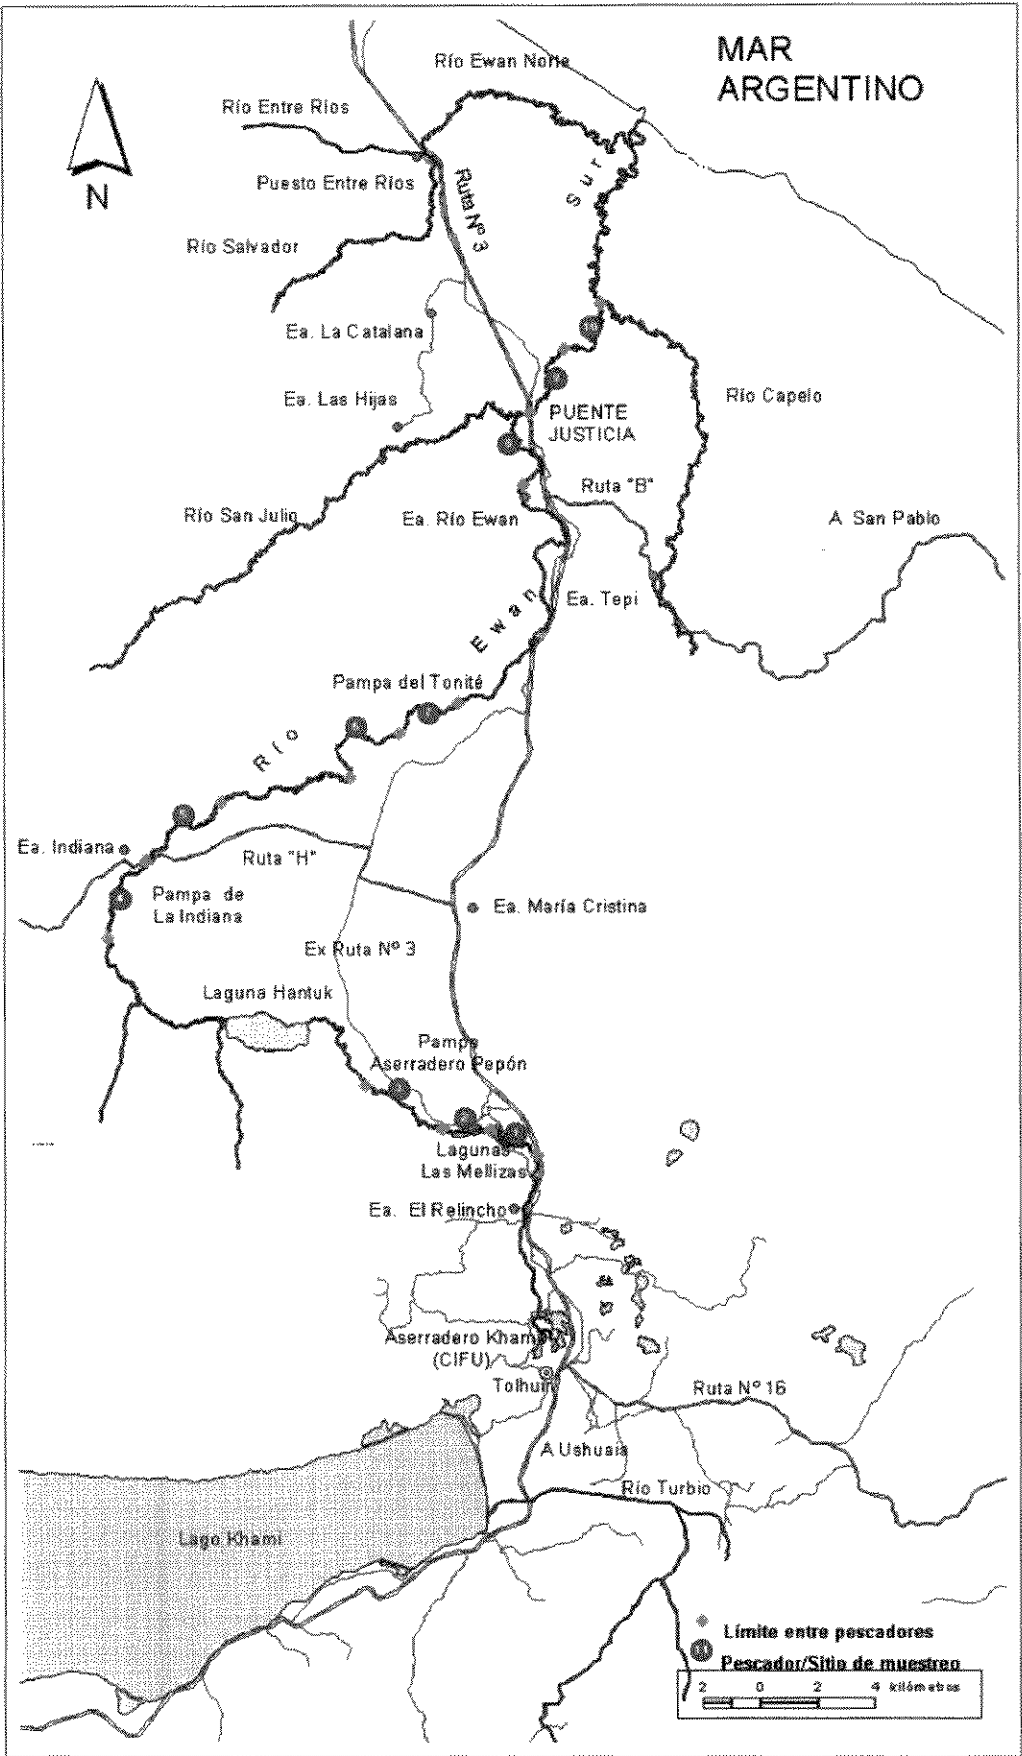 MAR
ARGENTINO
Río Ewan Norte
Río Entre Ríos
N
Puesto Entre Ríos
Ruta Nº 3
Sur
Río Salvador
Ea. La Catalana
Ea. Las Hijas
Río Capelo
PUENTE
JUSTICIA
Ruta "B"
Río San Julio
Ea. Río Ewan
A San Pablo
Ea. Tepi
Ewan
Pampa del Tonité
Río
Ea. Indiana
Ruta "H"
Pampa de
La Indiana
Ea. María Cristina
Ex Ruta Nº 3
Laguna Hantuk
Pampa
Aserradero Pepón
Lagunas
Las Mellizas
Ea. El Relincho
Aserradero Khami
(CIFU)
Tolhuin
Ruta Nº 16
A Ushuaia
Río Turbio
Lago Khami
Límite entre pescadores
Pescador/Sitio de muestreo
2 0 2 4 kilómetros